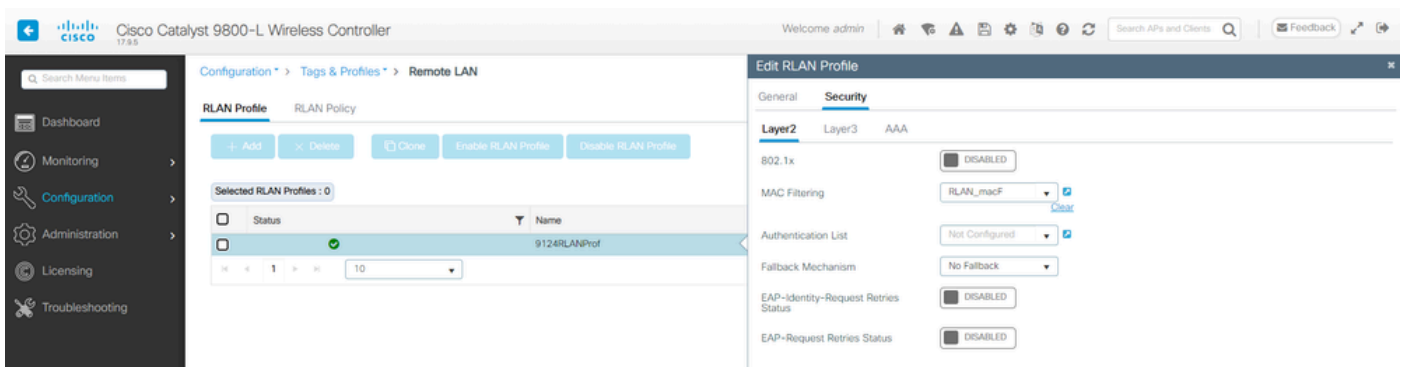 CISCO
Cisco Catalyst 9800-L Wireless Controller
17.9.5
Welcome admin
Search APs and Clients
Feedback
Search Menu Items
Dashboard
Monitoring
Configuration
Administration
Licensing
Troubleshooting
Configuration > Tags & Profiles > Remote LAN
RLAN Profile RLAN Policy
+ Add × Delete Clone Enable RLAN Profile Disable RLAN Profile
Selected RLAN Profiles : 0
Status Name
9124RLANProf
1 10
Edit RLAN Profile
General Security
Layer2 Layer3 AAA
802.1x DISABLED
MAC Filtering RLAN_macF
Clear
Authentication List Not Configured
Fallback Mechanism No Fallback
EAP-Identity-Request Retries DISABLED
Status
EAP-Request Retries Status DISABLED